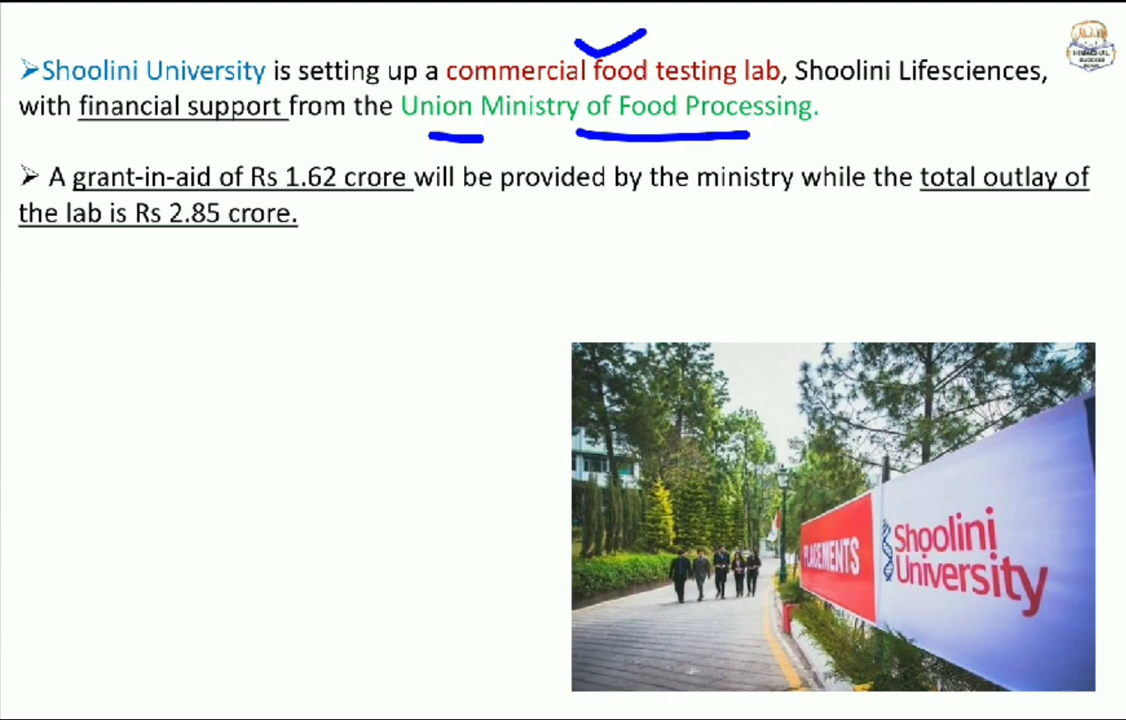 ➢Shoolini University is setting up a commercial food testing lab, Shoolini Lifesciences,
with financial support from the Union Ministry of Food Processing.
➢ A grant-in-aid of Rs 1.62 crore will be provided by the ministry while the total outlay of
the lab is Rs 2.85 crore.
HIMACHAL
SUCCESS
PLACEMENTS
Shoolini
University